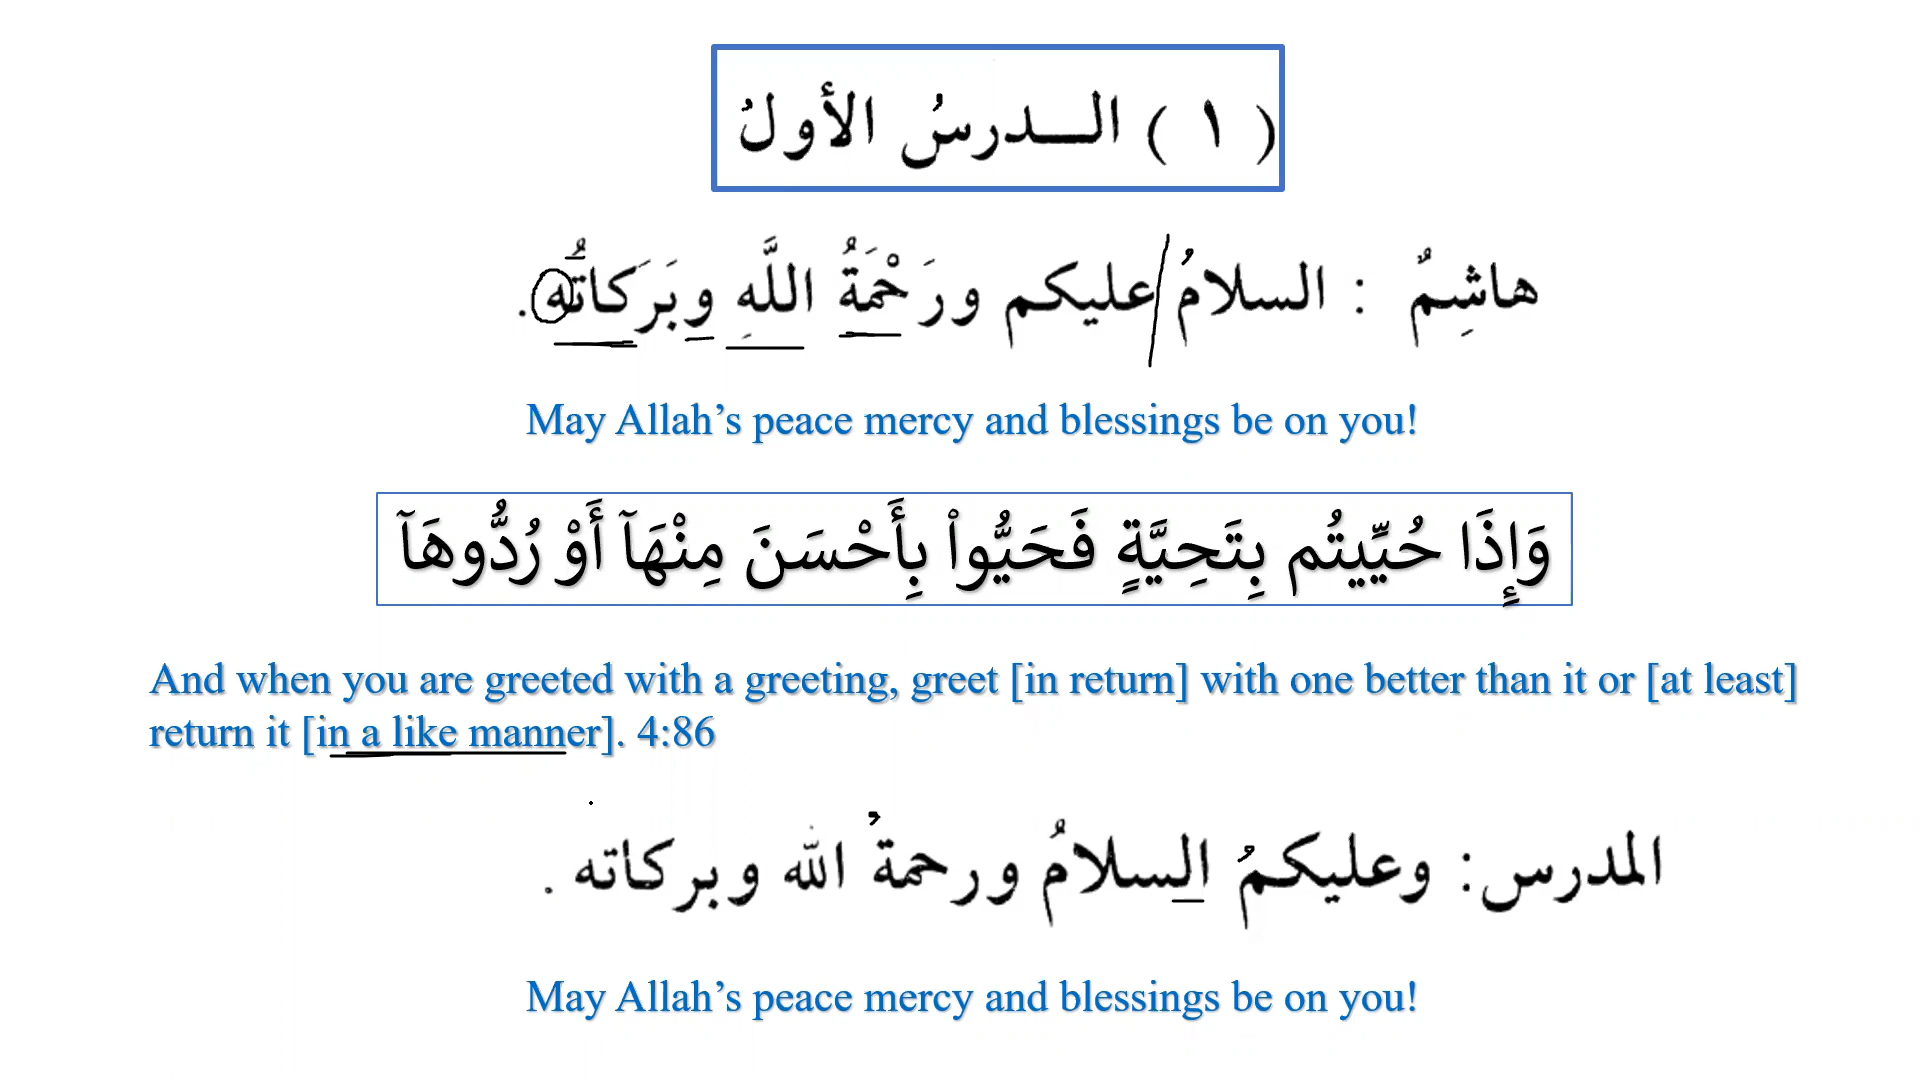 ( ١ ) الـــدرسُ الأولُ
هاشِمٌ : السلامُ عليكم ورَحْمَةُ اللَّهِ وبَرَكاتُه .
May Allah’s peace mercy and blessings be on you!
وَإِذَا حُيِّيتُم بِتَحِيَّةٍ فَحَيُّوا۟ بِأَحْسَنَ مِنْهَآ أَوْ رُدُّوهَآ
And when you are greeted with a greeting, greet [in return] with one better than it or [at least]
return it [in a like manner]. 4:86
المدرس: وعليكمُ السلامُ ورحمةُ الله وبركاته .
May Allah’s peace mercy and blessings be on you!